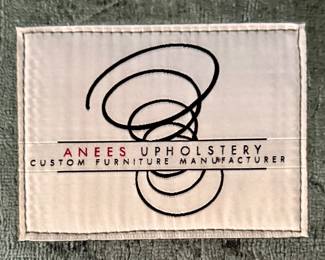 ANEES UPHOLSTERY
CUSTOM FURNITURE MANUFACTURER